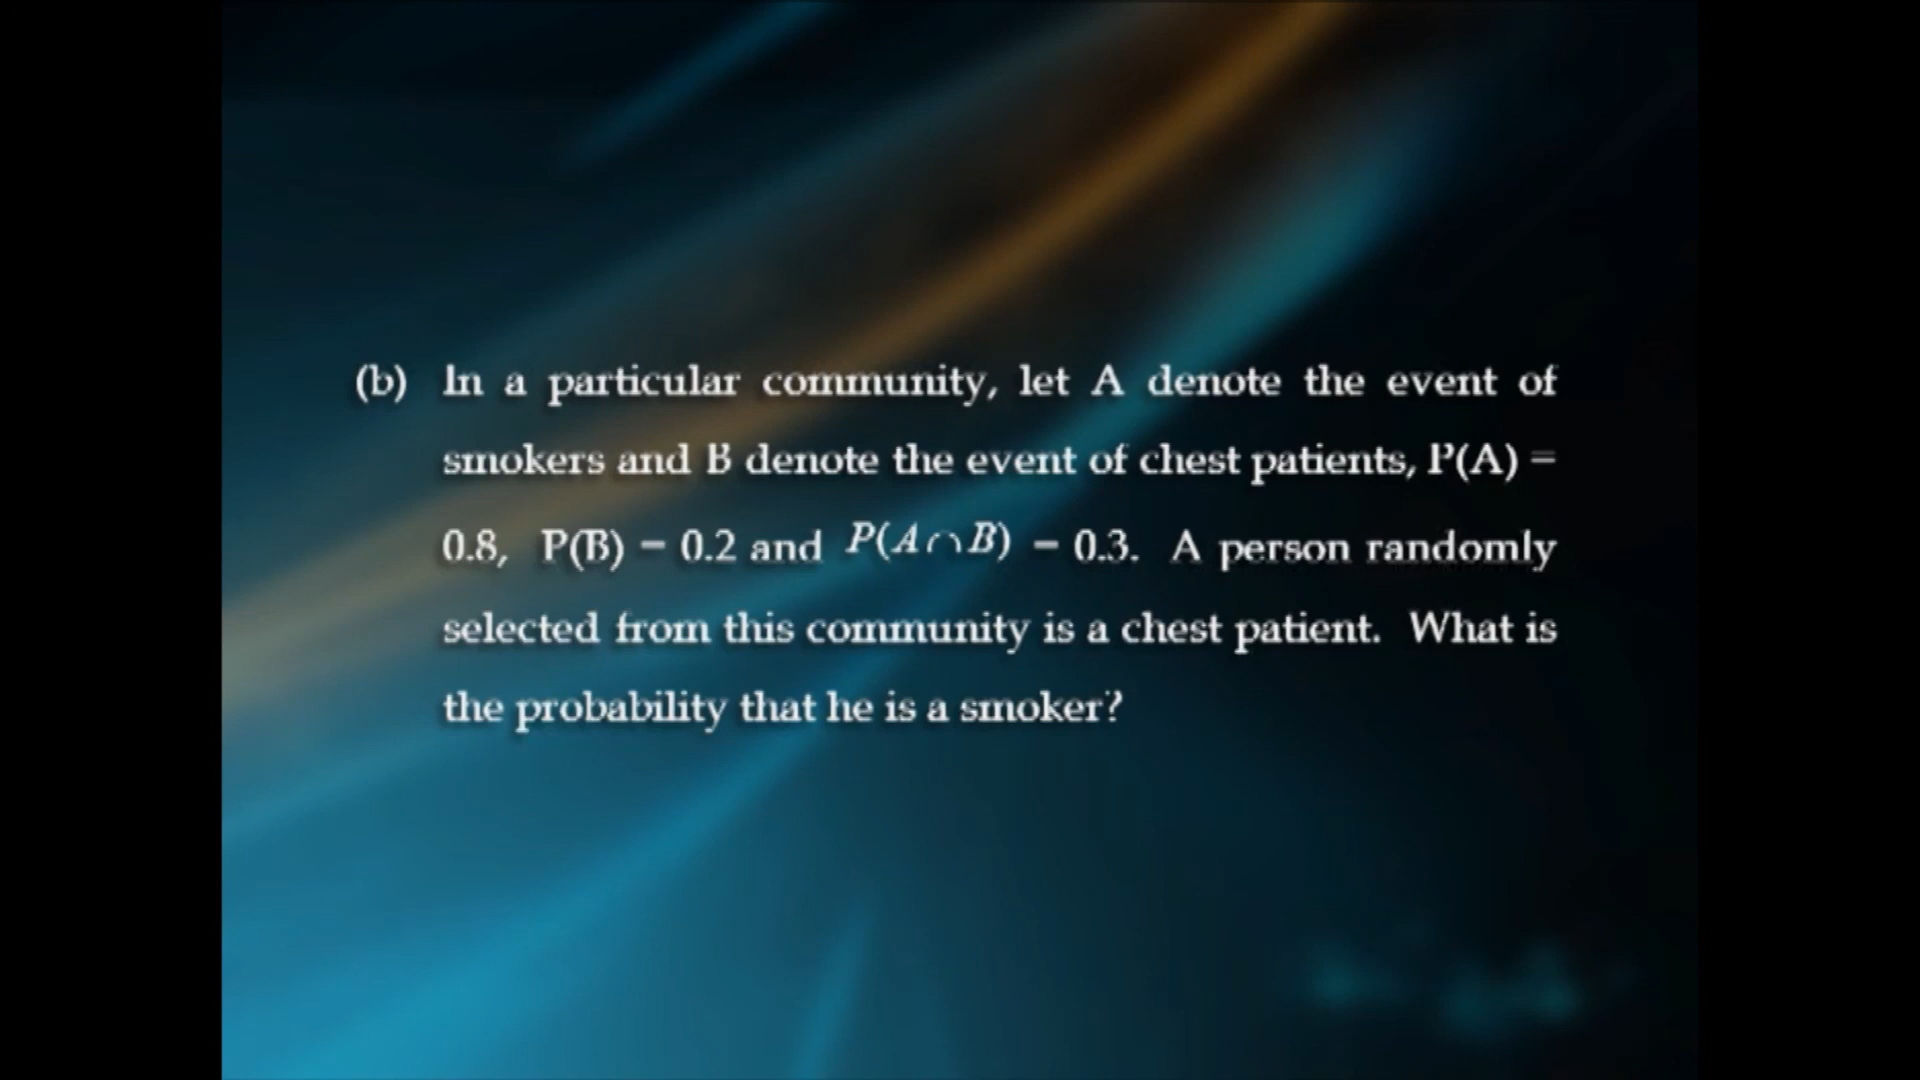 (b) In a particular community, let A denote the event of
smokers and B denote the event of chest patients, P(A) =
0.8, P(B) = 0.2 and P(A∩B) = 0.3. A person randomly
selected from this community is a chest patient. What is
the probability that he is a smoker?